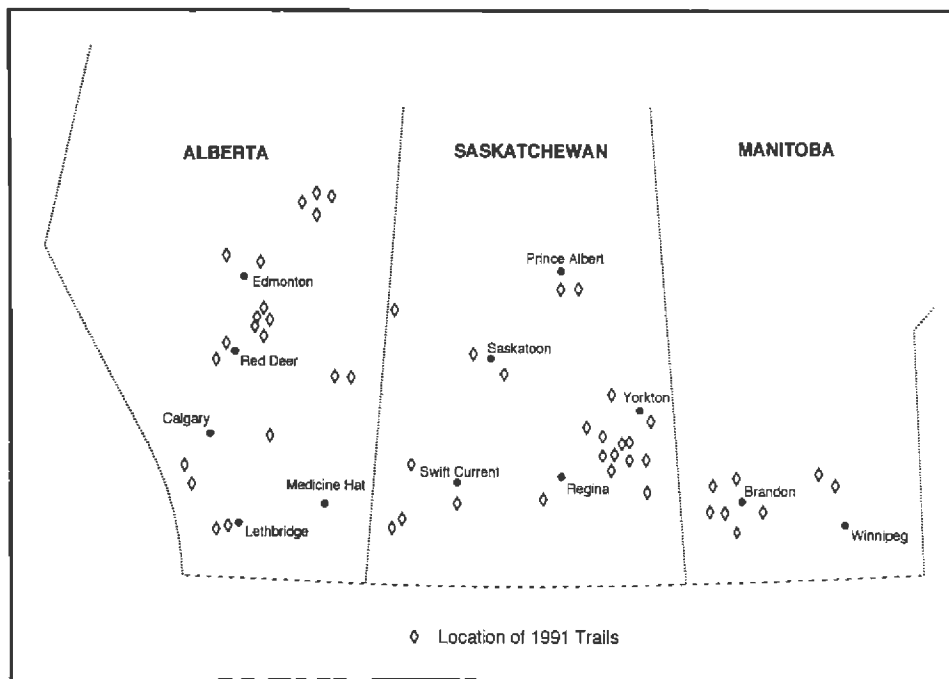 ALBERTA
SASKATCHEWAN
MANITOBA
Prince Albert
Edmonton
Saskatoon
Red Deer
Yorkton
Calgary
Swift Current
Medicine Hat
Regina
Brandon
Lethbridge
Winnipeg
Location of 1991 Trails